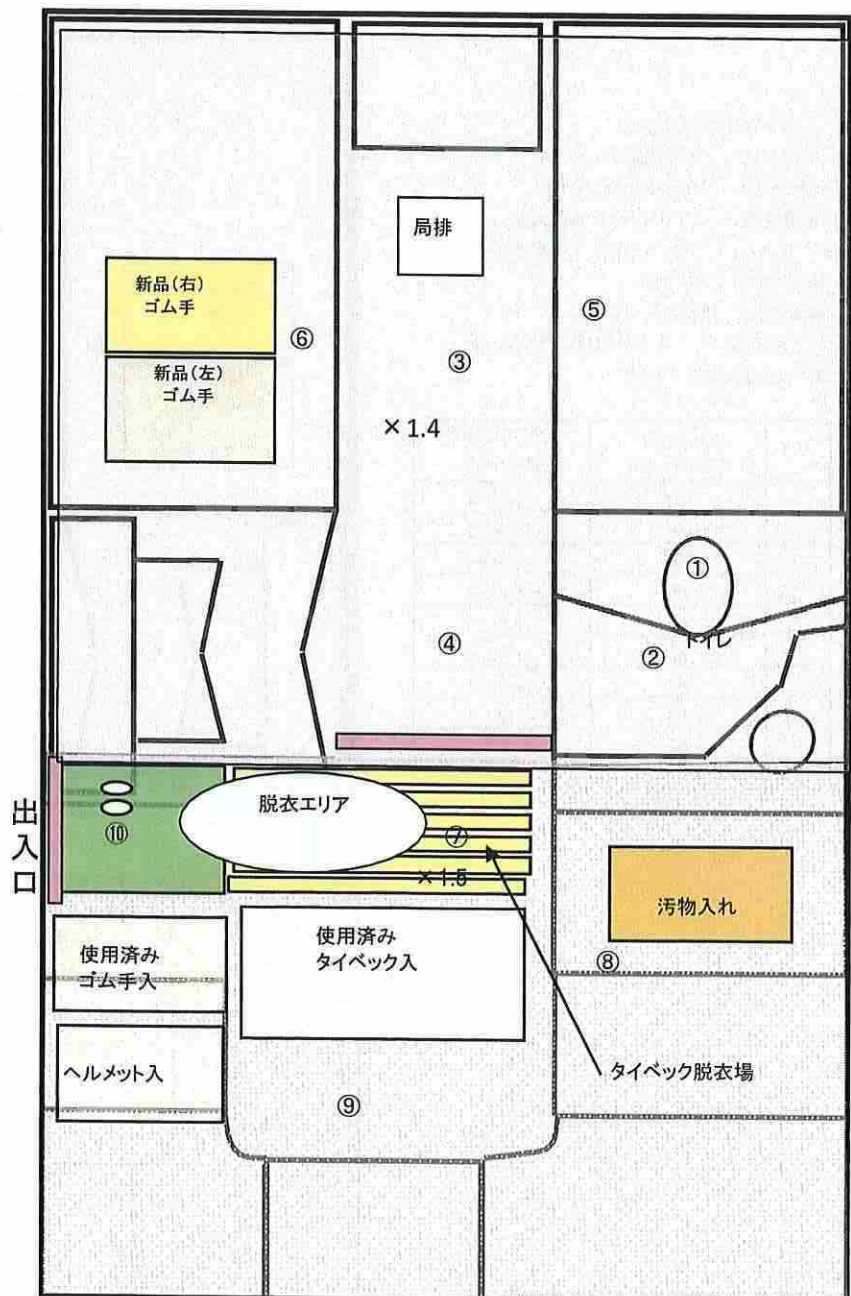 局排
新品(右)
ゴム手
⑤
⑥
③
新品(左)
ゴム手
×1.4
①
④
②
トイレ
出入口
脱衣エリア
⑩
⑦
×1.5
汚物入れ
使用済み
ゴム手入
使用済み
タイベック入
⑧
ヘルメット入
タイベック脱衣場
⑨